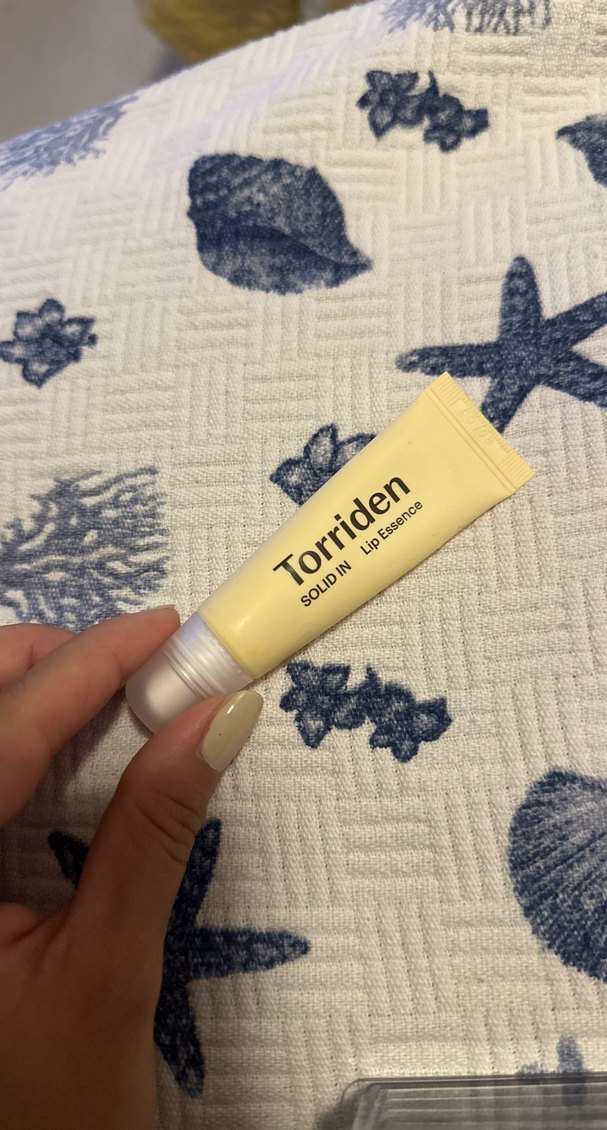 Torriden
SOLID IN Lip Essence